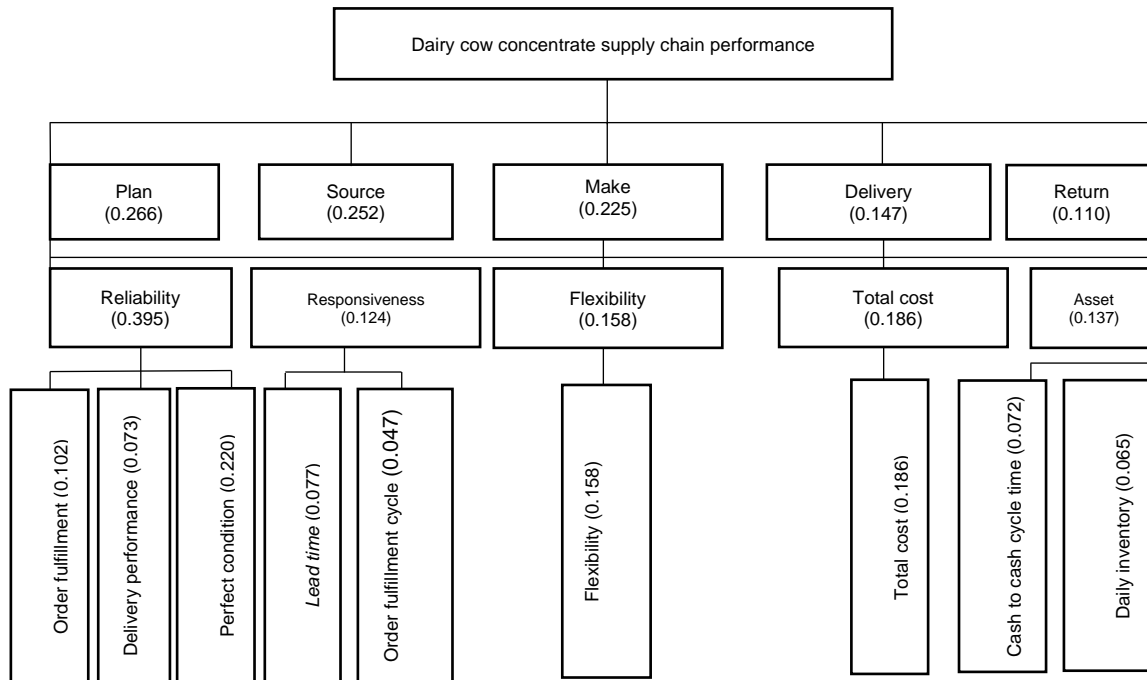 Dairy cow concentrate supply chain performance
Plan
(0.266)
Source
(0.252)
Make
(0.225)
Delivery
(0.147)
Return
(0.110)
Reliability
(0.395)
Responsiveness
(0.124)
Flexibility
(0.158)
Total cost
(0.186)
Asset
(0.137)
Order fulfillment (0.102)
Delivery performance (0.073)
Perfect condition (0.220)
Lead time (0.077)
Order fulfillment cycle (0.047)
Flexibility (0.158)
Total cost (0.186)
Cash to cash cycle time (0.072)
Daily inventory (0.065)